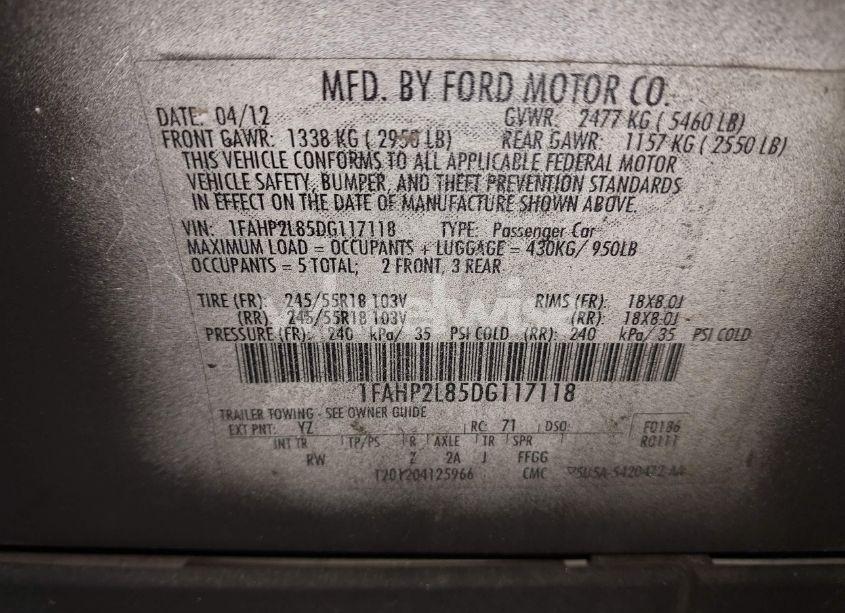 MFD. BY FORD MOTOR CO.
DATE: 04/12 GVWR: 2477 KG ( 5460 LB)
FRONT GAWR: 1338 KG ( 2950 LB) REAR GAWR: 1157 KG ( 2550 LB)
THIS VEHICLE CONFORMS TO ALL APPLICABLE FEDERAL MOTOR
VEHICLE SAFETY, BUMPER, AND THEFT PREVENTION STANDARDS
IN EFFECT ON THE DATE OF MANUFACTURE SHOWN ABOVE.
VIN: 1FAHP2L85DG117118 TYPE: Passenger Car
MAXIMUM LOAD = OCCUPANTS + LUGGAGE = 430KG/ 950LB
OCCUPANTS = 5 TOTAL; 2 FRONT, 3 REAR
TIRE (FR): 245/55R18 103V RIMS (FR): 18X8.0J
(RR): 245/55R18 103V (RR): 18X8.0J
PRESSURE (FR): 240 kPa/ 35 PSI COLD (RR): 240 kPa/ 35 PSI COLD
1FAHP2L85DG117118
TRAILER TOWING - SEE OWNER GUIDE
EXT PNT: YZ RC: 71 DSO: F0186
INT TR TP/PS R AXLE TR SPR R0111
RW Z 2A J FFGG
T201204125966 CMC